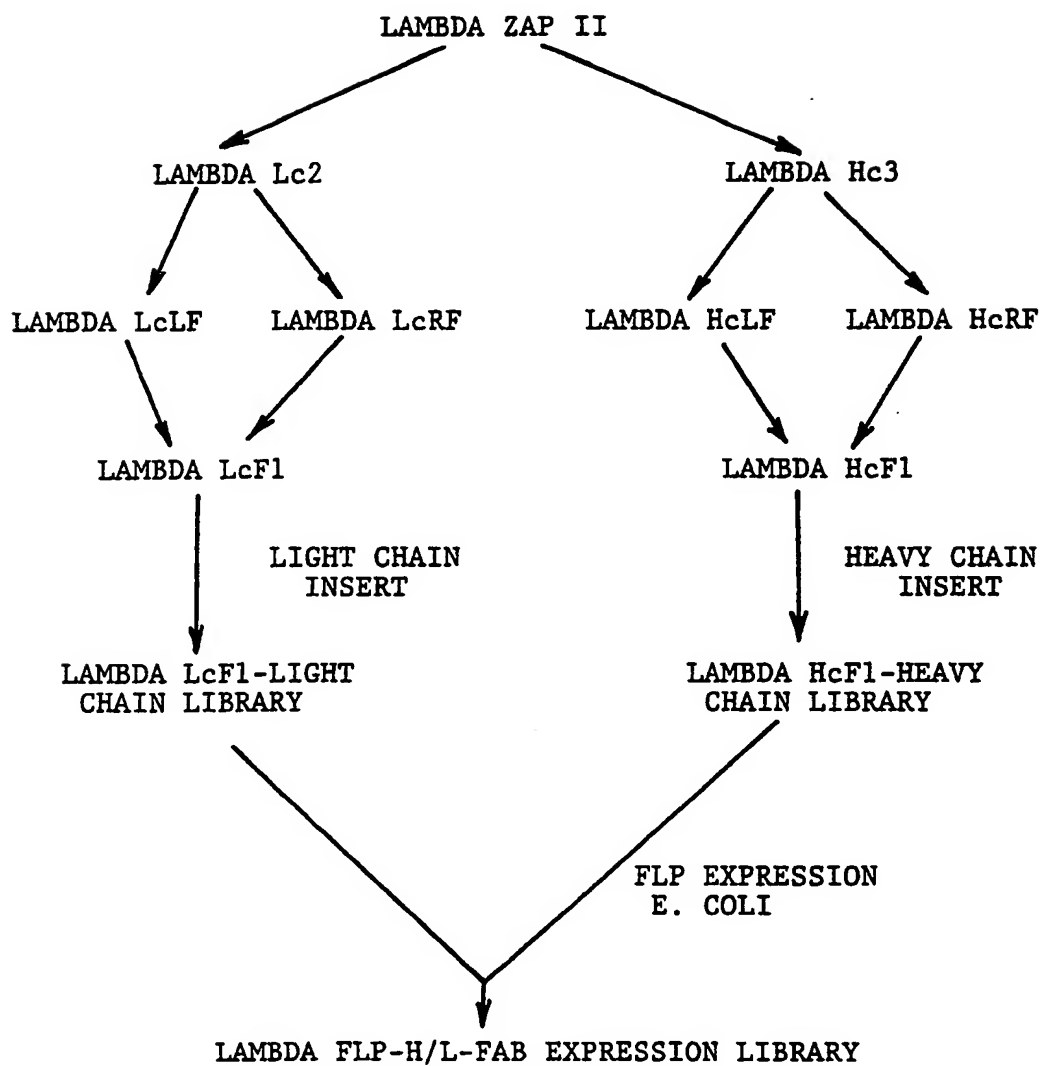 LAMBDA ZAP II
LAMBDA Lc2
LAMBDA Hc3
LAMBDA LcLF
LAMBDA LcRF
LAMBDA HcLF
LAMBDA HcRF
LAMBDA LcF1
LAMBDA HcF1
LIGHT CHAIN
INSERT
HEAVY CHAIN
INSERT
LAMBDA LcF1-LIGHT
CHAIN LIBRARY
LAMBDA HcF1-HEAVY
CHAIN LIBRARY
FLP EXPRESSION
E. COLI
LAMBDA FLP-H/L-FAB EXPRESSION LIBRARY